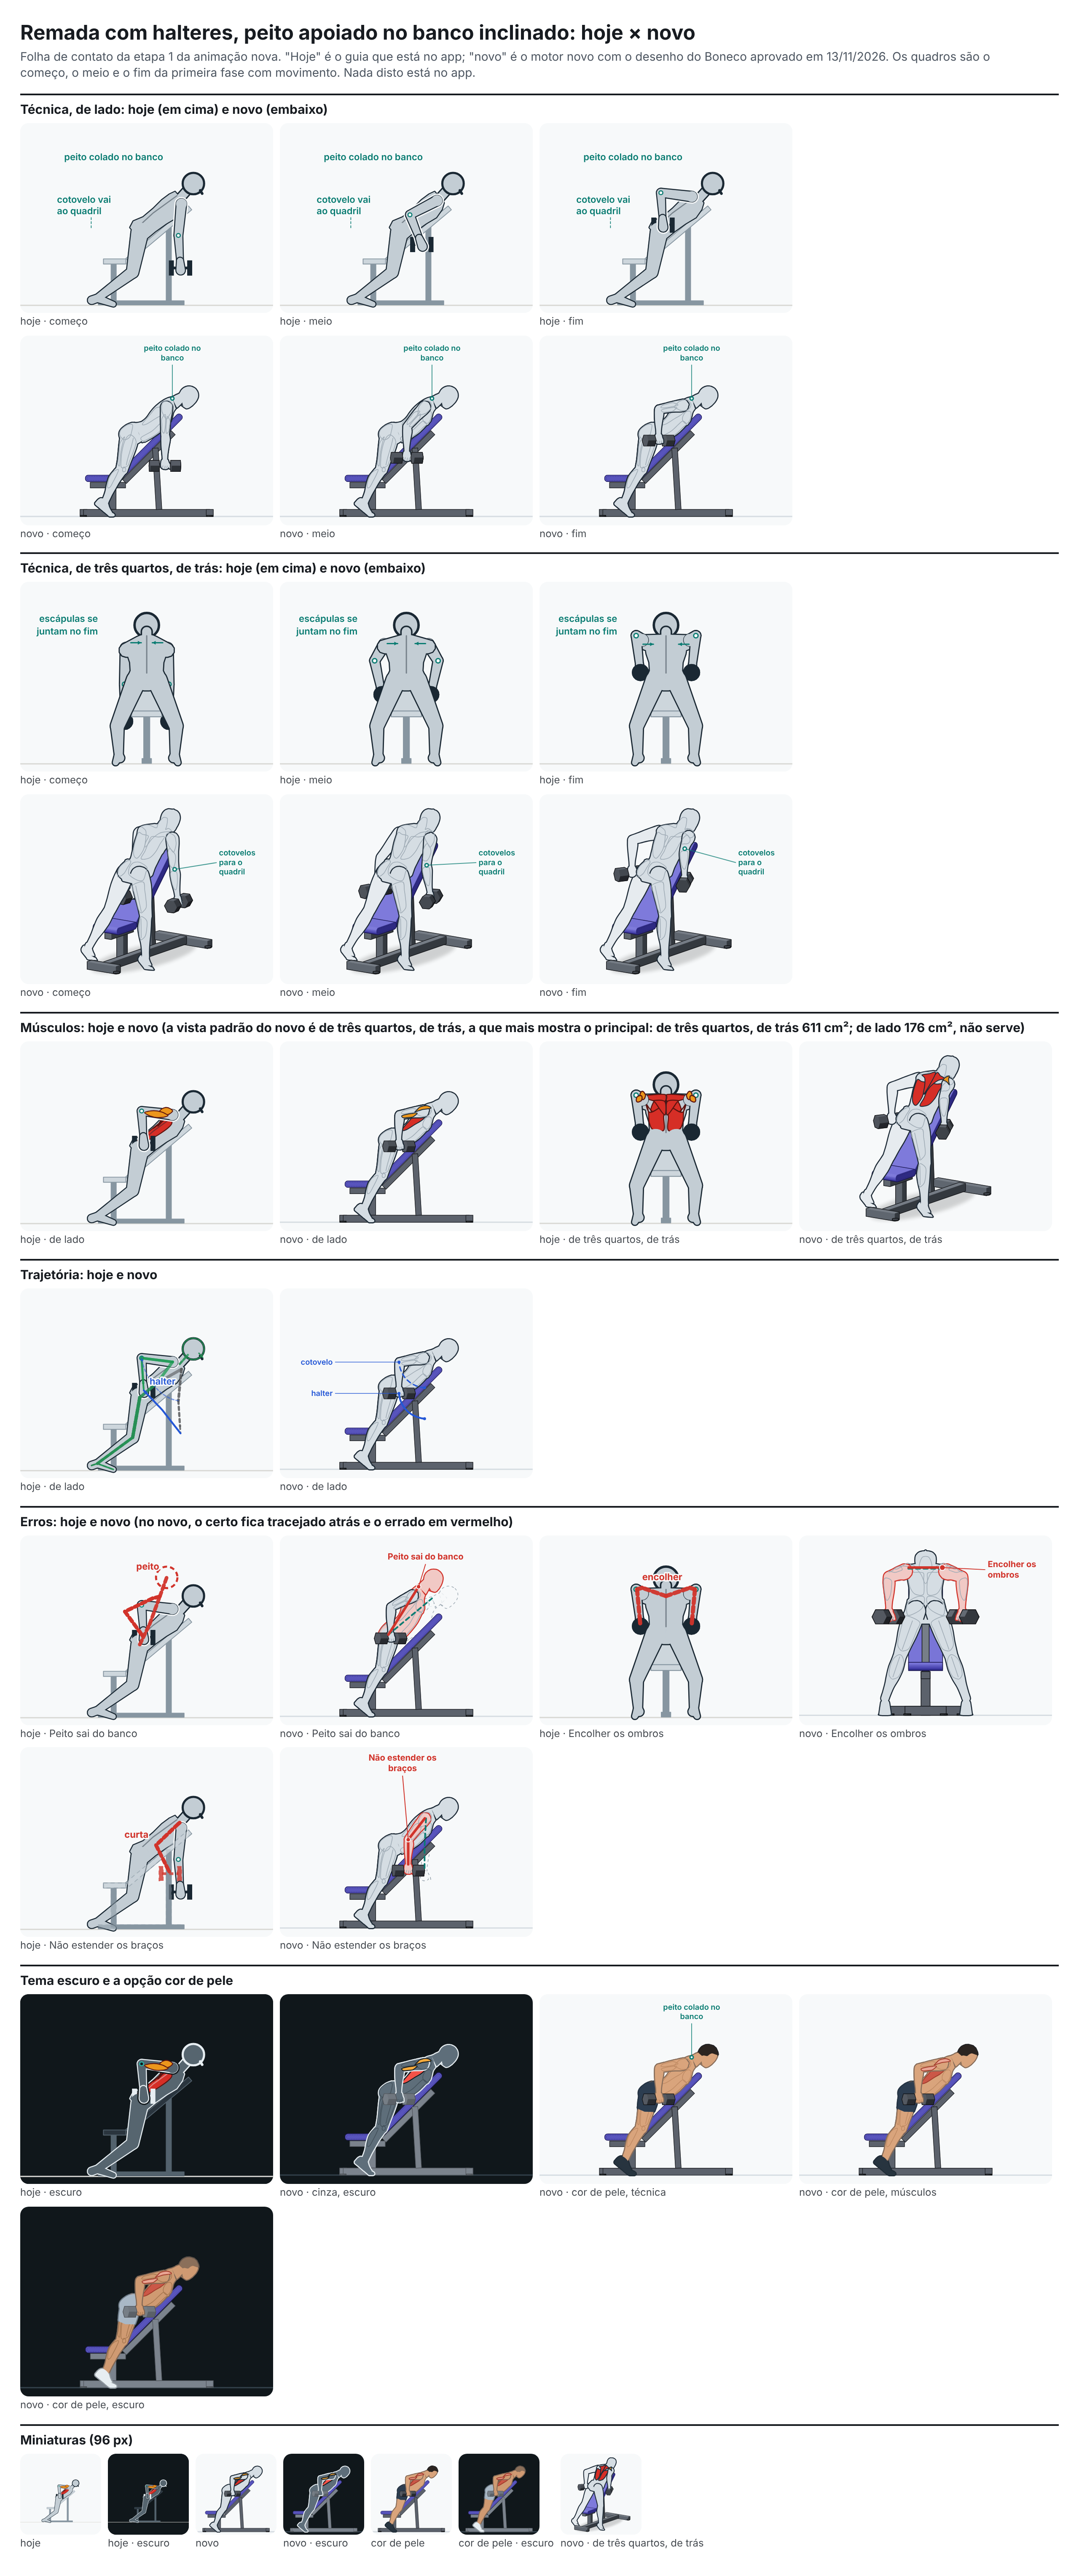 Remada com halteres, peito apoiado no banco inclinado: hoje × novo
Folha de contato da etapa 1 da animação nova. "Hoje" é o guia que está no app; "novo" é o motor novo com o desenho do Boneco aprovado em 13/11/2026. Os quadros são o
começo, o meio e o fim da primeira fase com movimento. Nada disto está no app.
Técnica, de lado: hoje (em cima) e novo (embaixo)
peito colado no banco
cotovelo vai
ao quadril
peito colado no banco
cotovelo vai
ao quadril
peito colado no banco
cotovelo vai
ao quadril
hoje · começo
hoje · meio
hoje · fim
peito colado no
banco
peito colado no
banco
peito colado no
banco
novo · começo
novo · meio
novo · fim
Técnica, de três quartos, de trás: hoje (em cima) e novo (embaixo)
escápulas se
juntam no fim
escápulas se
juntam no fim
escápulas se
juntam no fim
hoje · começo
hoje · meio
hoje · fim
cotovelos
para o
quadril
cotovelos
para o
quadril
cotovelos
para o
quadril
novo · começo
novo · meio
novo · fim
Músculos: hoje e novo (a vista padrão do novo é de três quartos, de trás, a que mais mostra o principal: de três quartos, de trás 611 cm²; de lado 176 cm², não serve)
hoje · de lado
novo · de lado
hoje · de três quartos, de trás
novo · de três quartos, de trás
Trajetória: hoje e novo
halter
cotovelo
halter
hoje · de lado
novo · de lado
Erros: hoje e novo (no novo, o certo fica tracejado atrás e o errado em vermelho)
peito
Peito sai do banco
encolher
Encolher os
ombros
hoje · Peito sai do banco
novo · Peito sai do banco
hoje · Encolher os ombros
novo · Encolher os ombros
curta
Não estender os
braços
hoje · Não estender os braços
novo · Não estender os braços
Tema escuro e a opção cor de pele
peito colado no
banco
hoje · escuro
novo · cinza, escuro
novo · cor de pele, técnica
novo · cor de pele, músculos
novo · cor de pele, escuro
Miniaturas (96 px)
hoje
hoje · escuro
novo
novo · escuro
cor de pele
cor de pele · escuro
novo · de três quartos, de trás